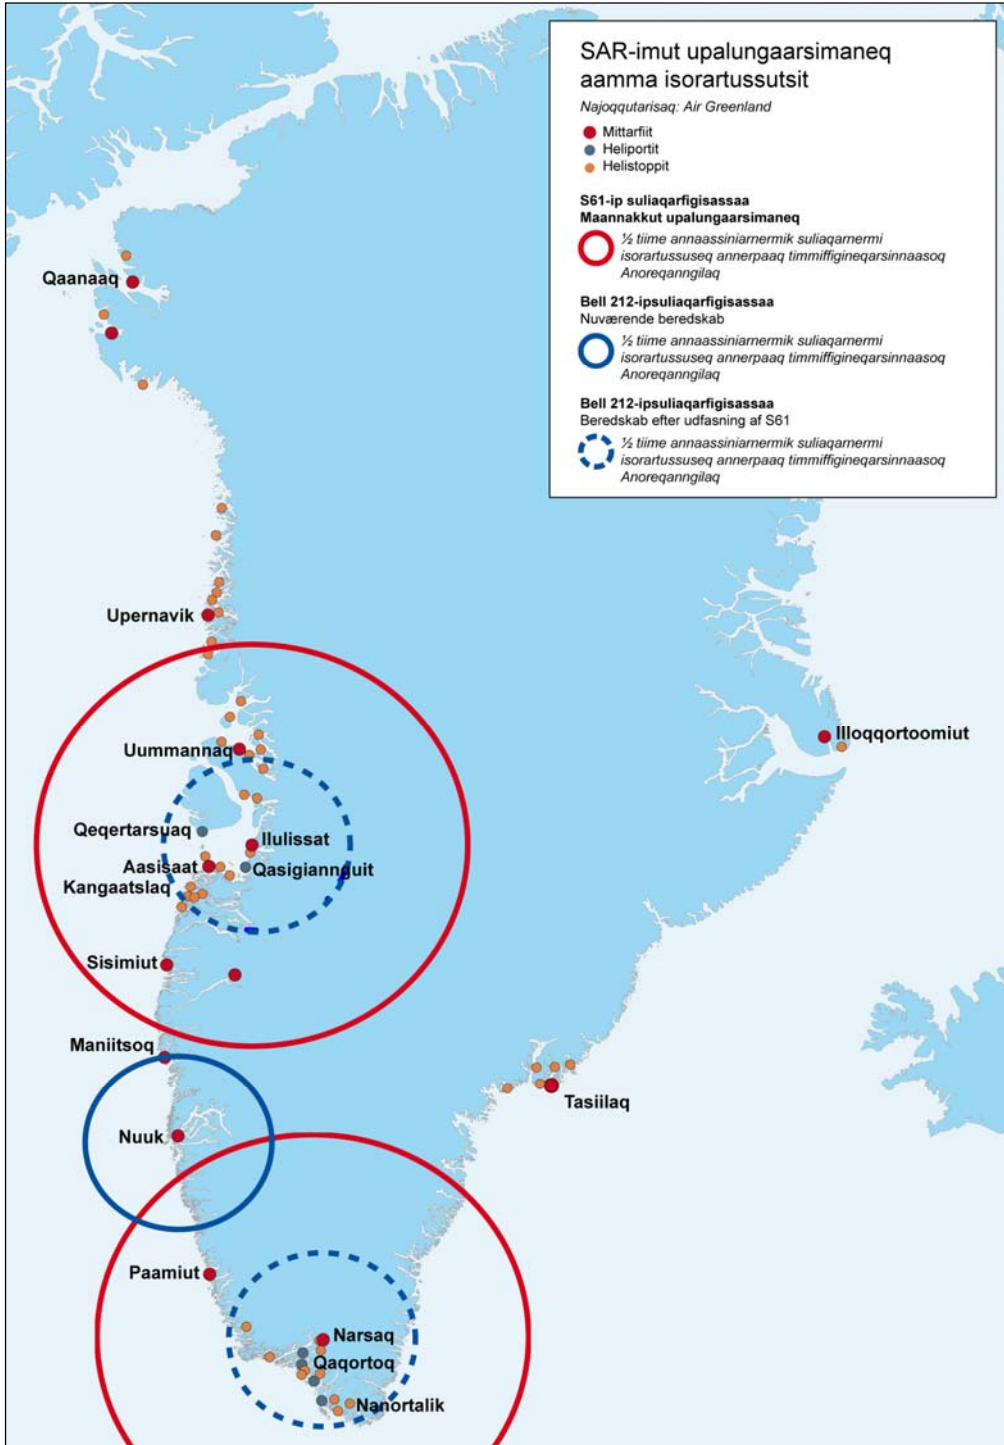 SAR-imut upalungaarsimaneq
aamma isorartussutsit
Najoqqutarisaq: Air Greenland
Mittarfiit
Heliportit
Helistoppit
S61-ip suliaqarfigisassaa
Maannakkut upalungaarsimaneq
½ tiime annaassiniarnermik suliaqarnermi
isorartussuseq annerpaaq timmiffigineqarsinnaasoq
Anoreqanngilaq
Bell 212-ipsuliaqarfigisassaa
Nuværende beredskab
½ tiime annaassiniarnermik suliaqarnermi
isorartussuseq annerpaaq timmiffigineqarsinnaasoq
Anoreqanngilaq
Bell 212-ipsuliaqarfigisassaa
Beredskab efter udfasning af S61
½ tiime annaassiniarnermik suliaqarnermi
isorartussuseq annerpaaq timmiffigineqarsinnaasoq
Anoreqanngilaq
Qaanaaq
Upernavik
Uummannaq
Illoqqortoomiut
Qeqertarsuaq
Ilulissat
Aasisaat
Qasigiannguit
Kangaatslaq
Sisimiut
Maniitsoq
Tasiilaq
Nuuk
Paamiut
Narsaq
Qaqortoq
Nanortalik